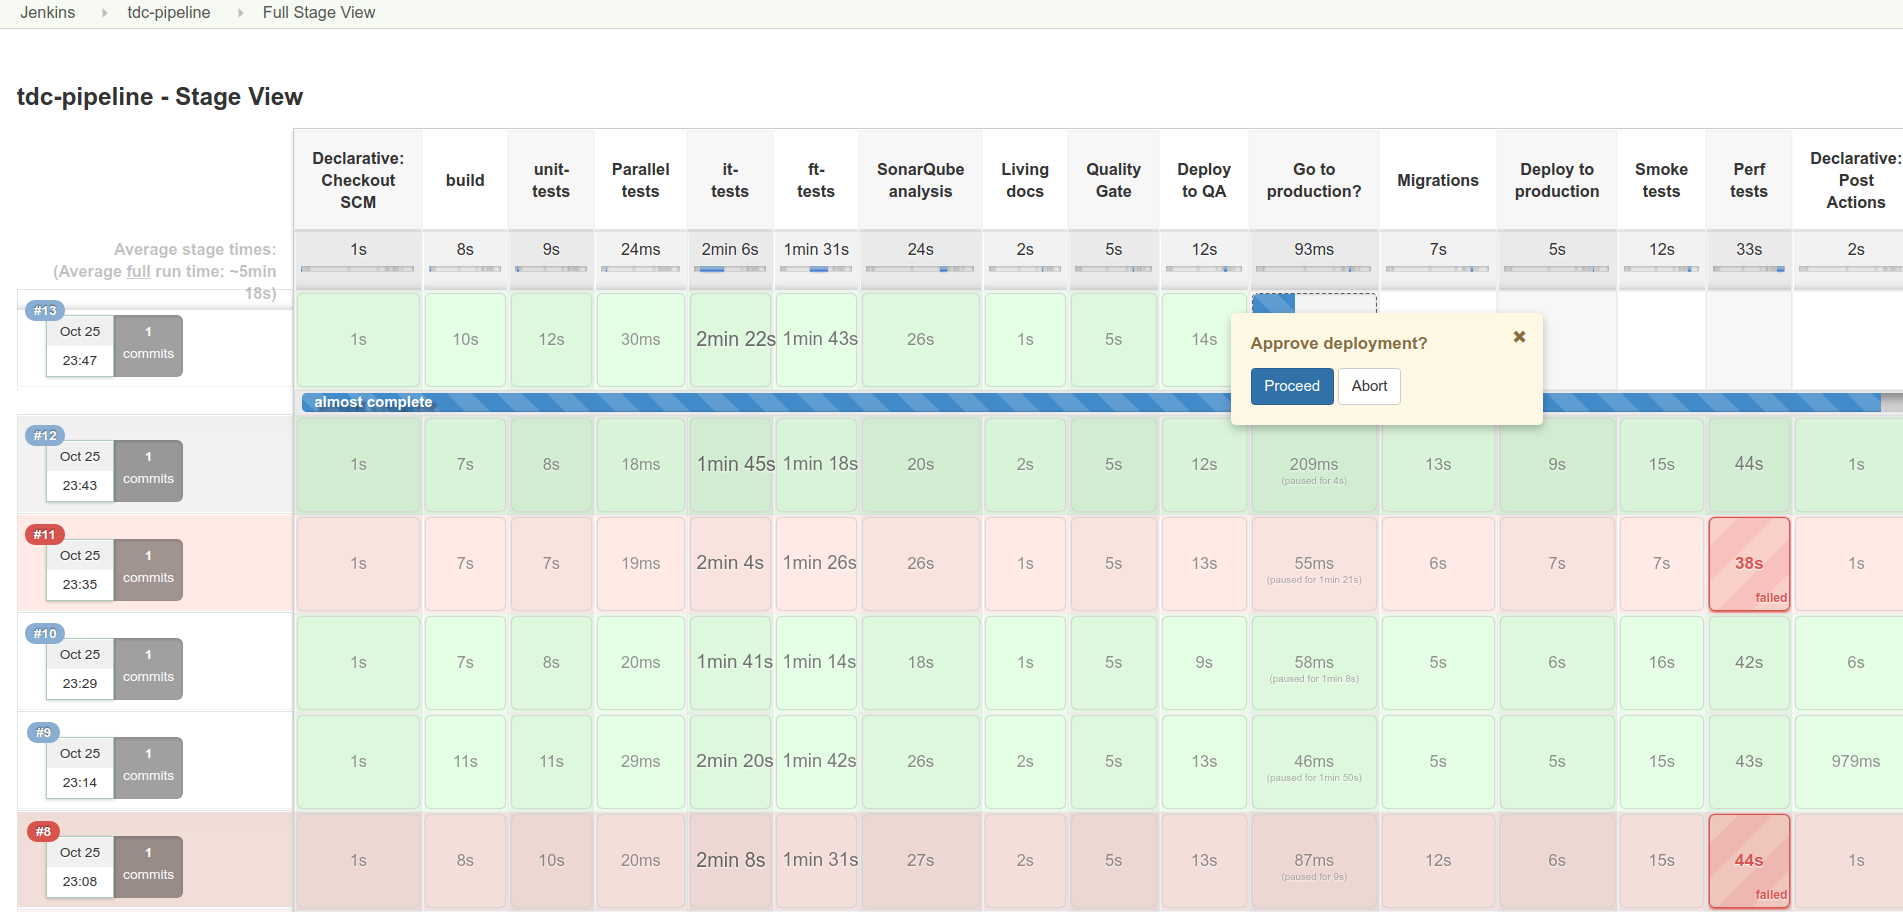 Jenkins tdc-pipeline Full Stage View
tdc-pipeline - Stage View
Declarative: Checkout SCM
build
unit-tests
Parallel tests
it-tests
ft-tests
SonarQube analysis
Living docs
Quality Gate
Deploy to QA
Go to production?
Migrations
Deploy to production
Smoke tests
Perf tests
Declarative: Post Actions
Average stage times:
(Average full run time: ~5min
18s)
1s 8s 9s 24ms 2min 6s 1min 31s 24s 2s 5s 12s 93ms 7s 5s 12s 33s 2s
#13
Oct 25
23:47
1
commits
1s 10s 12s 30ms 2min 22s 1min 43s 26s 1s 5s 14s
Approve deployment? ✖
Proceed Abort
almost complete
#12
Oct 25
23:43
1
commits
1s 7s 8s 18ms 1min 45s 1min 18s 20s 2s 5s 12s 209ms 13s 9s 15s 44s 1s
(paused for 4s)
#11
Oct 25
23:35
1
commits
1s 7s 7s 19ms 2min 4s 1min 26s 26s 1s 5s 13s 55ms 6s 7s 7s 38s 1s
(paused for 1min 21s)
failed
#10
Oct 25
23:29
1
commits
1s 7s 8s 20ms 1min 41s 1min 14s 18s 1s 5s 9s 58ms 5s 6s 16s 42s 6s
(paused for 1min 8s)
#9
Oct 25
23:14
1
commits
1s 11s 11s 29ms 2min 20s 1min 42s 26s 2s 5s 13s 46ms 5s 5s 15s 43s 979ms
(paused for 1min 50s)
#8
Oct 25
23:08
1
commits
1s 8s 10s 20ms 2min 8s 1min 31s 27s 2s 5s 13s 87ms 12s 6s 15s 44s 1s
(paused for 9s)
failed